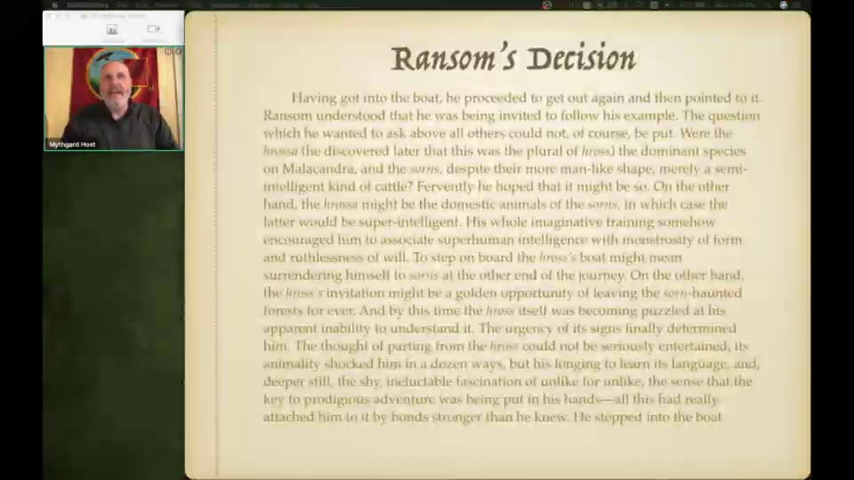 Ransom's Decision
Having got into the boat, he proceeded to get out again and then pointed to it.
Ransom understood that he was being invited to follow his example. The question
which he wanted to ask above all others could not, of course, be put. Were the
hrossa (he discovered later that this was the plural of hross) the dominant species
on Malacandra, and the sorns, despite their more man-like shape, merely a semi-
intelligent kind of cattle? Fervently he hoped that it might be so. On the other
hand, the hrossa might be the domestic animals of the sorns, in which case the
latter would be super-intelligent. His whole imaginative training somehow
encouraged him to associate superhuman intelligence with monstrosity of form
and ruthlessness of will. To step on board the hross's boat might mean
surrendering himself to sorns at the other end of the journey. On the other hand,
the hross's invitation might be a golden opportunity of leaving the sorn-haunted
forests for ever. And by this time the hross itself was becoming puzzled at his
apparent inability to understand it. The urgency of its signs finally determined
him. The thought of parting from the hross could not be seriously entertained, its
animality shocked him in a dozen ways, but his longing to learn its language, and,
deeper still, the shy, ineluctable fascination of unlike for unlike, the sense that the
key to prodigious adventure was being put in his hands—all this had really
attached him to it by bonds stronger than he knew. He stepped into the boat.
Mythgard Host